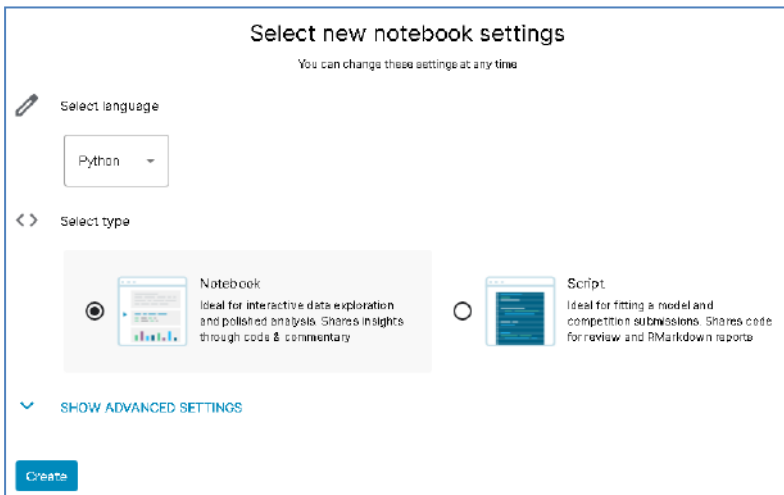 Select new notebook settings
You can change these settings at any time
Select language
Python
Select type
Notebook
Ideal for interactive data exploration
and polished analysis. Shares insights
through code & commentary
Script
Ideal for fitting a model and
competition submissions. Shares code
for review and RMarkdown reports
SHOW ADVANCED SETTINGS
Create